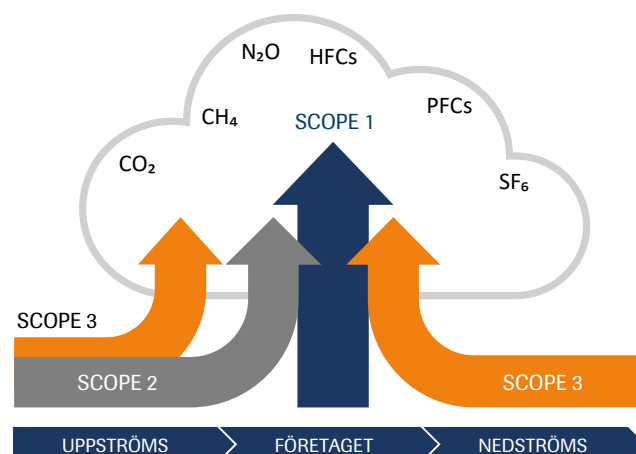 N₂O
HFCs
CH₄
SCOPE 1
PFCs
CO₂
SF₆
SCOPE 3
SCOPE 2
SCOPE 3
UPPSTRÖMS
FÖRETAGET
NEDSTRÖMS